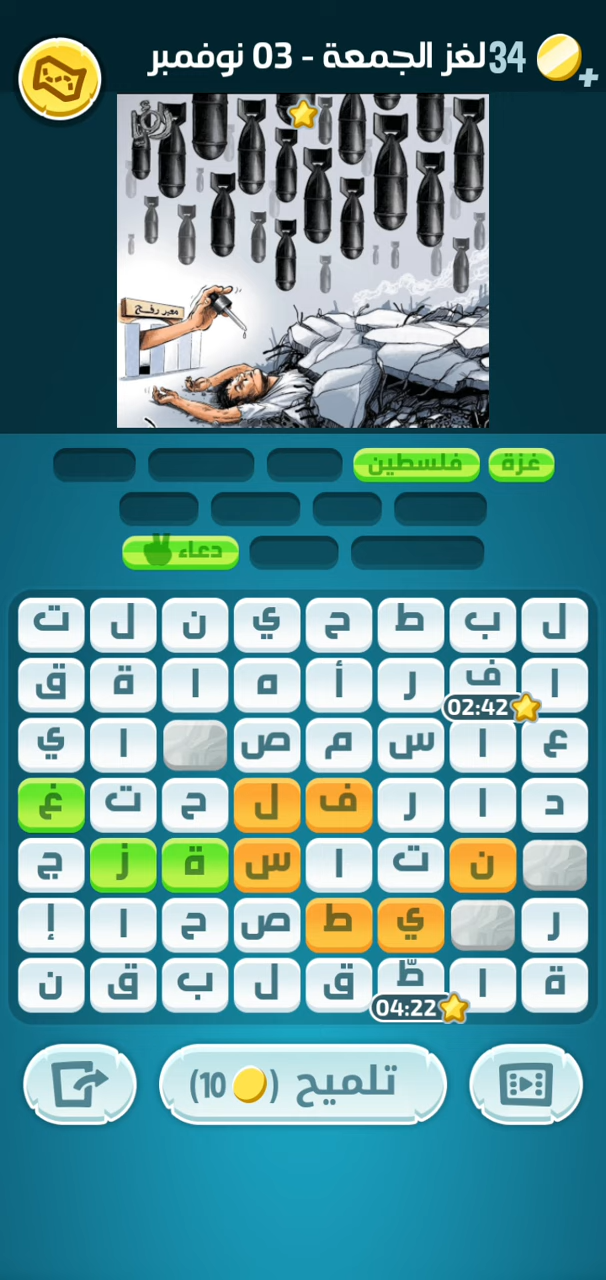 34 لغز الجمعة - 03 نوفمبر
معبر رفح
غزة فلسطين
دعاء
ل ب ط ح ي ن ل ت
ا ف ر أ ه ا ة ق
02:42
ع ا س م ص ا ي
د ا ر ف ل ح ت غ
ن ت ا س ة ز ج
ر ي ط ص ح ا إ
ة ا طّ ق ل ب ق ن
04:22
تلميح (10)